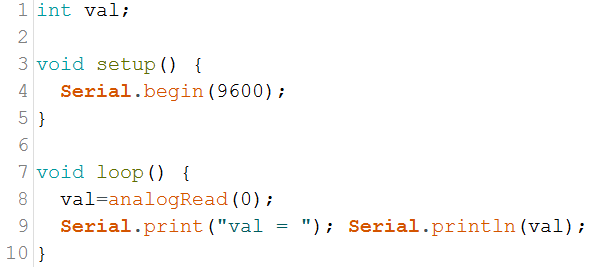 1 int val;
2
3 void setup() {
4   Serial.begin(9600);
5 }
6
7 void loop() {
8   val=analogRead(0);
9   Serial.print("val = "); Serial.println(val);
10 }